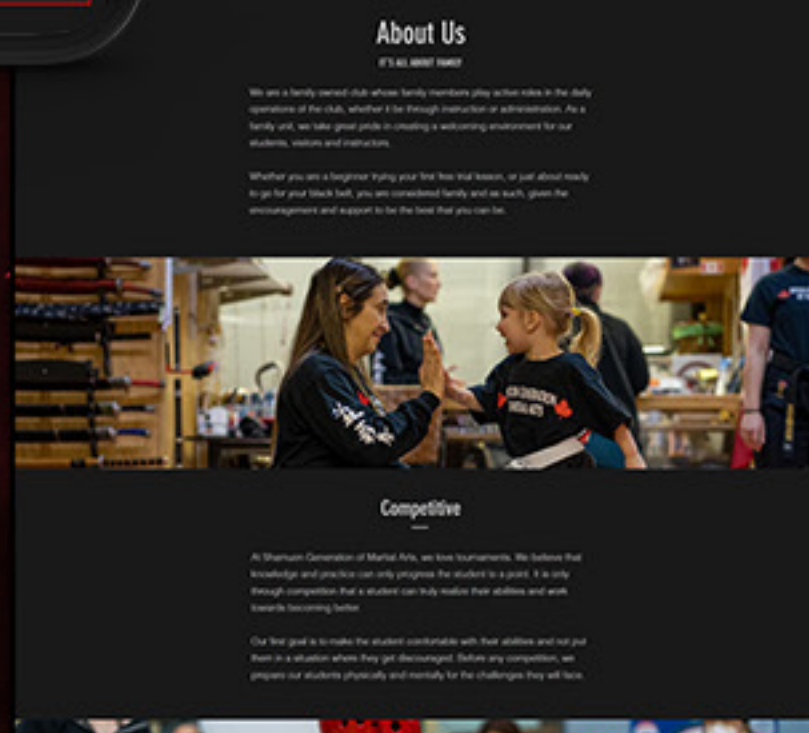 About Us
IT'S ALL ABOUT FAMILY
We are a family owned club whose family members play active roles in the daily
operations of the club, whether it be through instruction or administration. As a
family unit, we take great pride in creating a welcoming environment for our
students, visitors and instructors.
Whether you are a beginner trying your first free trial lesson, or just about ready
to go for your black belt, you are considered family and as such, given the
encouragement and support to be the best that you can be.
GENERATION
MARTIAL ARTS
Competitive
At Generation of Martial Arts, we love tournaments. We believe that
knowledge and practice can only progress the student to a point. It is only
through competition that a student can truly realize their abilities and work
towards becoming better.
Our first goal is to make the student comfortable with their abilities and not put
them in a situation where they get discouraged. Before any competition, we
prepare our students physically and mentally for the challenges they will face.